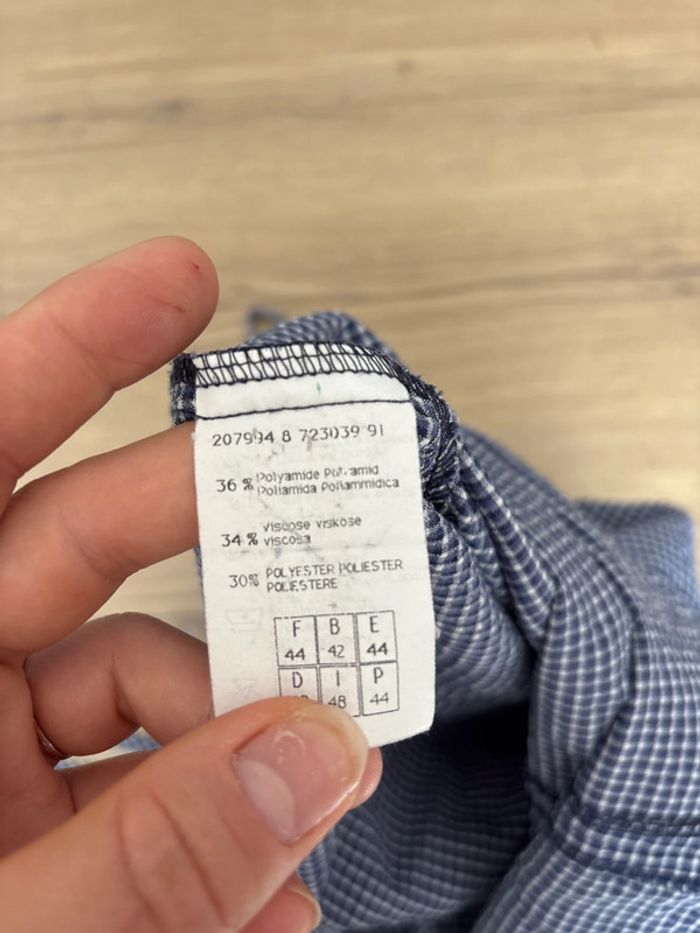 207994 8 723039 91
36 % Polyamide
Poliamida Poliammidica
Viscose Viskose
34 % viscosa
30% POLYESTER POLIESTER
POLIESTERE
F B E
44 42 44
D I P
48 44